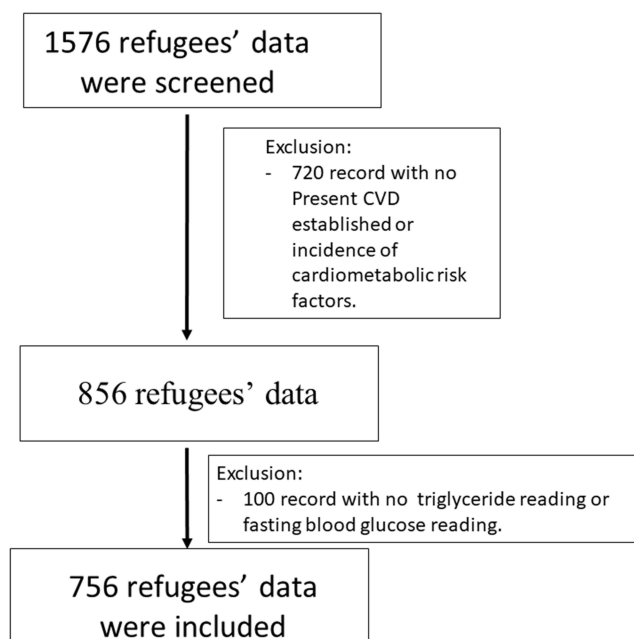 1576 refugees’ data
were screened
Exclusion:
- 720 record with no
Present CVD
established or
incidence of
cardiometabolic risk
factors.
856 refugees’ data
Exclusion:
- 100 record with no triglyceride reading or
fasting blood glucose reading.
756 refugees’ data
were included